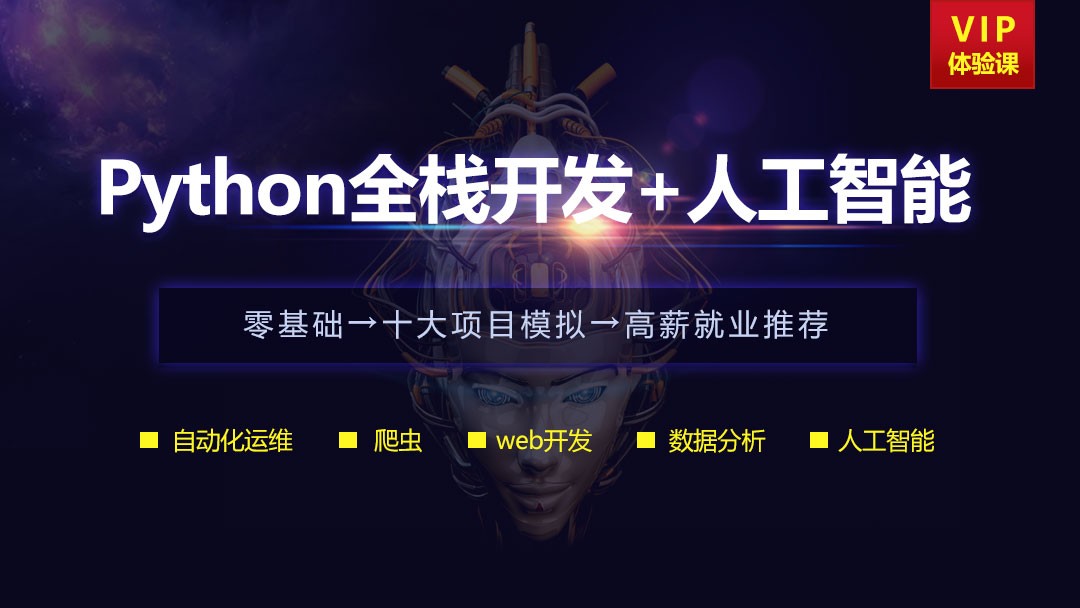 VIP
体验课
Python全栈开发+人工智能
零基础→十大项目模拟→高薪就业推荐
自动化运维 爬虫 web开发 数据分析 人工智能